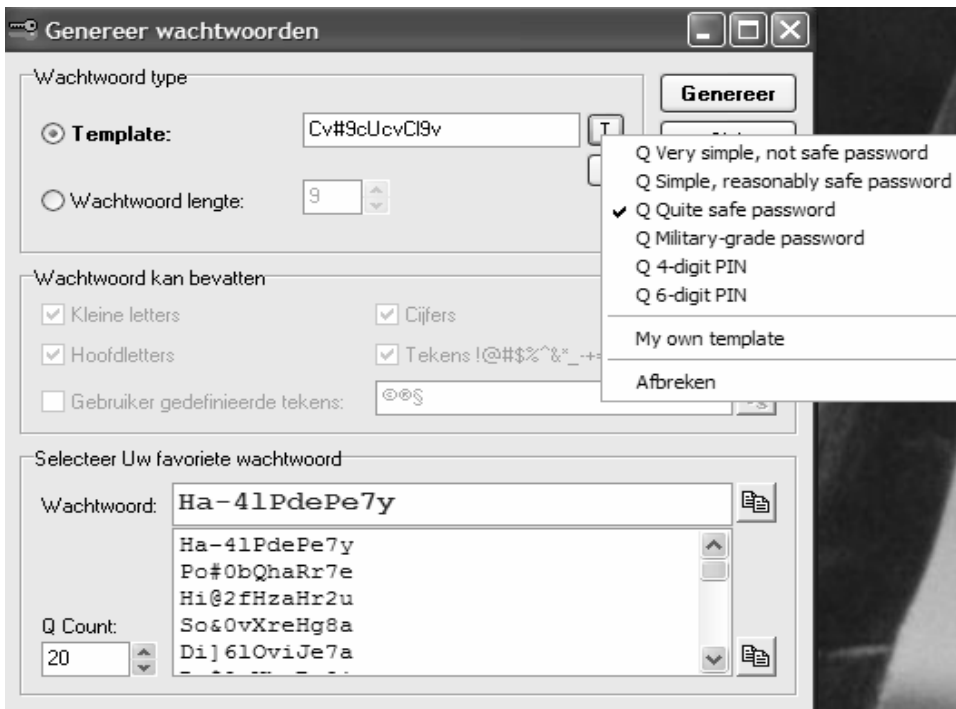 Genereer wachtwoorden
Wachtwoord type
Genereer
Template:
Cv#9cUcvCl9v
T
Q Very simple, not safe password
Q Simple, reasonably safe password
Wachtwoord lengte:
9
Q Quite safe password
Q Military-grade password
Q 4-digit PIN
Q 6-digit PIN
My own template
Afbreken
Wachtwoord kan bevatten
Kleine letters
Cijfers
Hoofdletters
Tekens !@#$%^&*_-+=
Gebruiker gedefinieerde tekens:
©®§
Selecteer Uw favoriete wachtwoord
Wachtwoord:
Ha-4lPdePe7y
Ha-4lPdePe7y
Po#0bQhaRr7e
Hi@2fHzaHr2u
So&0vXreHg8a
Di]6lOviJe7a
Q Count:
20